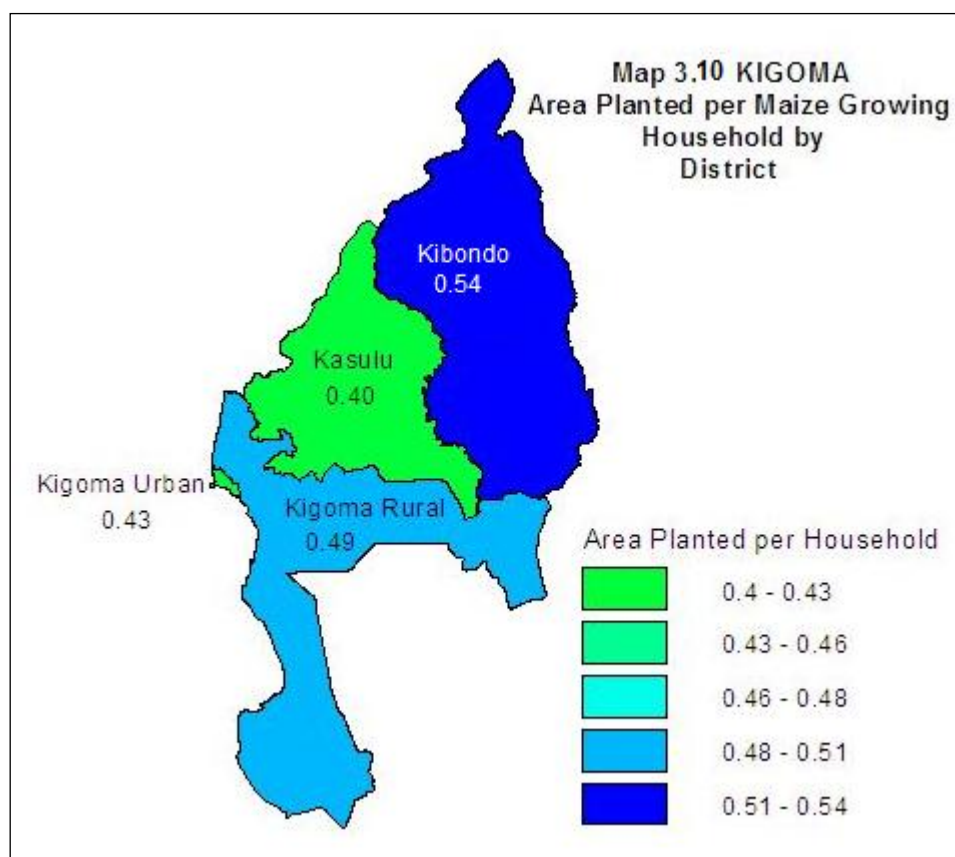 Map 3.10 KIGOMA
Area Planted per Maize Growing
Household by
District
Kibondo
0.54
Kasulu
0.40
Kigoma Urban
0.43
Kigoma Rural
0.49
Area Planted per Household
0.4 - 0.43
0.43 - 0.46
0.46 - 0.48
0.48 - 0.51
0.51 - 0.54